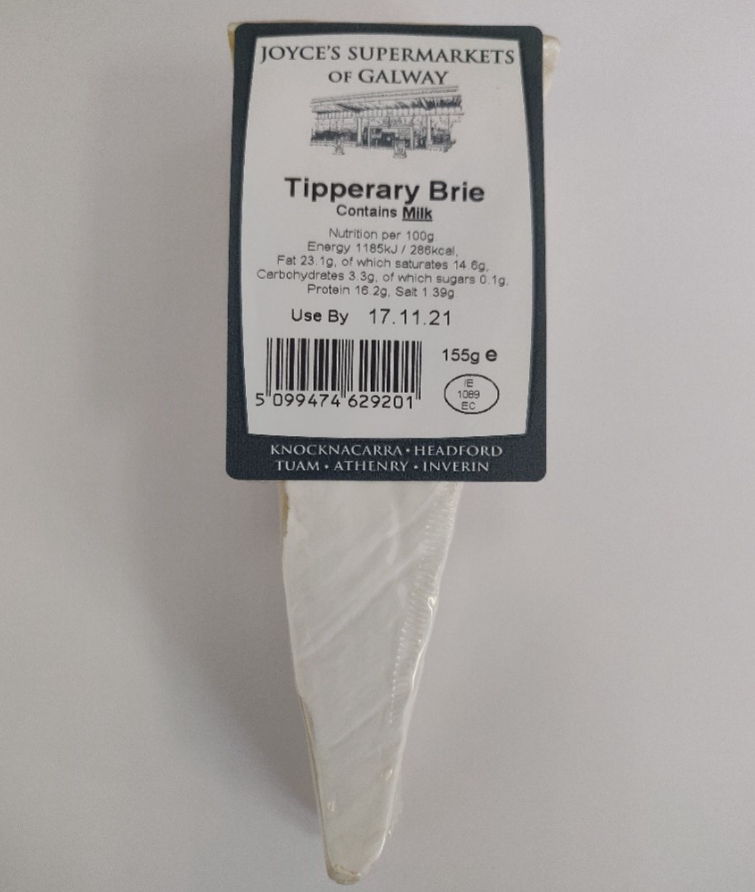 JOYCE'S SUPERMARKETS
OF GALWAY
Tipperary Brie
Contains Milk
Nutrition per 100g.
Energy 1185kJ / 286kcal,
Fat 23.1g, of which saturates 14.6g,
Carbohydrates 3.3g, of which sugars 0.1g,
Protein 16.2g, Salt 1.39g
Use By 17.11.21
155g e
5 099474 629201
IE
1089
EC
KNOCKNACARRA • HEADFORD
TUAM • ATHENRY • INVERIN